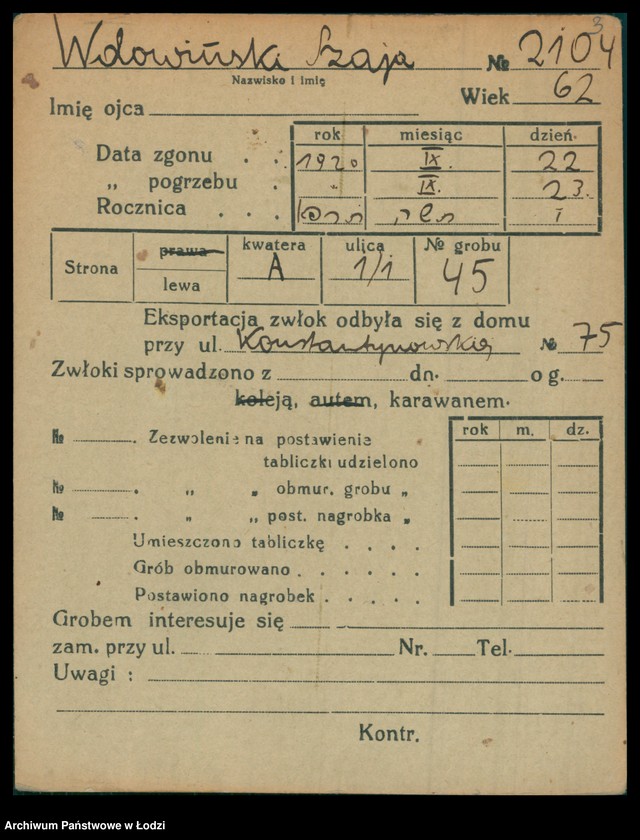 3
Wdowiński Szaja № 2104
Nazwisko i imię
Wiek 62
Imię ojca
rok miesiąc dzień
Data zgonu . . 1920 IX. 22
„ pogrzebu . „ IX. 23.
Rocznica . . . תשרי
Strona prawa lewa kwatera A ulica 1/1 № grobu 45
Eksportacja zwłok odbyła się z domu
przy ul. Konstantynowskiej № 75
Zwłoki sprowadzono z dn. o g.
koleją, autem, karawanem.
rok m. dz.
№ . Zezwolenie na postawienie
tabliczki udzielono
№ . „ „ obmur. grobu „
№ . „ „ post. nagrobka „
Umieszczono tabliczkę . . . .
Grób obmurowano . . . . . .
Postawiono nagrobek . . . . .
Grobem interesuje się
zam. przy ul. Nr. Tel.
Uwagi :
Kontr.
Archiwum Państwowe w Łodzi